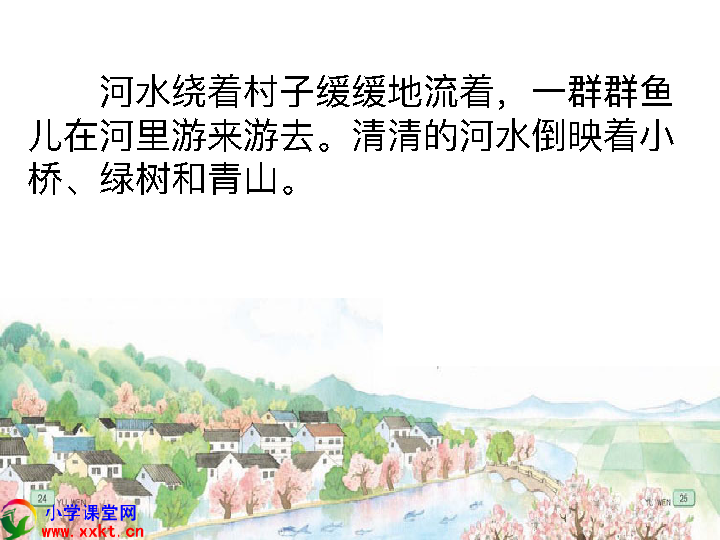 河水绕着村子缓缓地流着，一群群鱼
儿在河里游来游去。清清的河水倒映着小
桥、绿树和青山。
24 YU WEN
YU WEN 25
小学课堂网
www.xxkt.cn